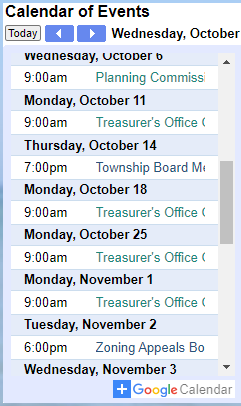 Calendar of Events
Today Wednesday, October
Wednesday, October 6
9:00am Planning Commissi
Monday, October 11
9:00am Treasurer's Office
Thursday, October 14
7:00pm Township Board Me
Monday, October 18
9:00am Treasurer's Office
Monday, October 25
9:00am Treasurer's Office
Monday, November 1
9:00am Treasurer's Office
Tuesday, November 2
6:00pm Zoning Appeals Bo
Wednesday, November 3
Google Calendar